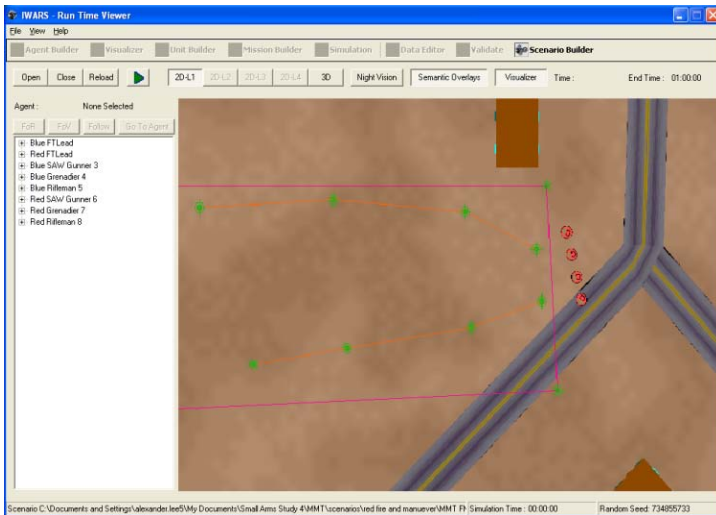 IWARS - Run Time Viewer
File View Help
Agent Builder Visualizer Unit Builder Mission Builder Simulation Data Editor Validate Scenario Builder
Open Close Reload 2D-L1 2D-L2 2D-L3 2D-L4 3D Night Vision Semantic Overlays Visualizer Time : End Time : 01:00:00
Agent : None Selected
FoR FoV Follow Go To Agent
Blue FTLead
Red FTLead
Blue SAW Gunner 3
Blue Grenadier 4
Blue Rifleman 5
Red SAW Gunner 6
Red Grenadier 7
Red Rifleman 8
Scenario C:\Documents and Settings\alexander.lee5\My Documents\Small Arms Study 4\MMT\scenarios\red fire and manuever\MMT Simulation Time : 00:00:00 Random Seed: 734855733